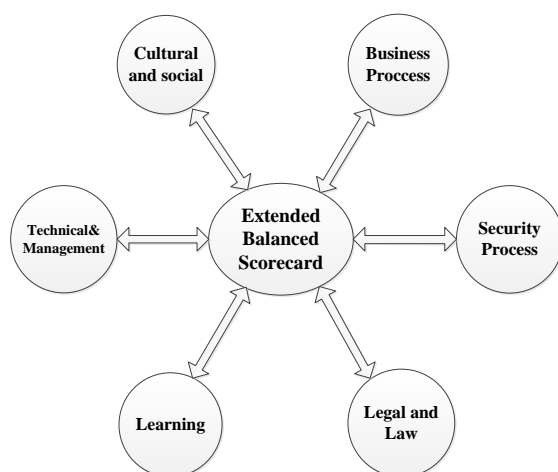 Cultural
and social
Business
Proccess
Technical&
Management
Extended
Balanced
Scorecard
Security
Process
Learning
Legal and
Law